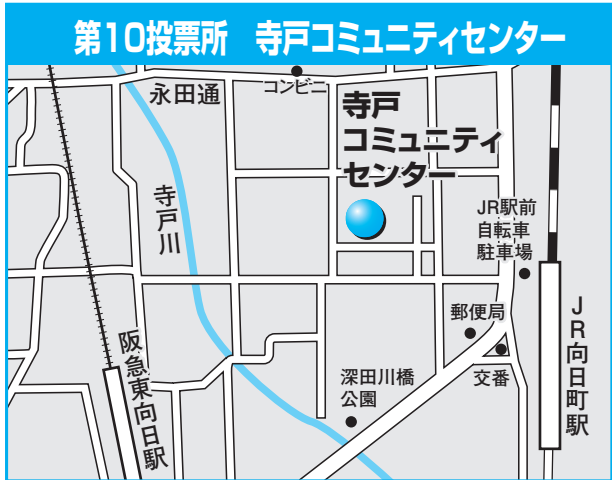 第10投票所　寺戸コミュニティセンター
永田通
コンビニ
寺戸
コミュニティ
センター
寺戸川
JR駅前
自転車
駐車場
郵便局
交番
深田川橋
公園
阪急東向日駅
JR向日町駅